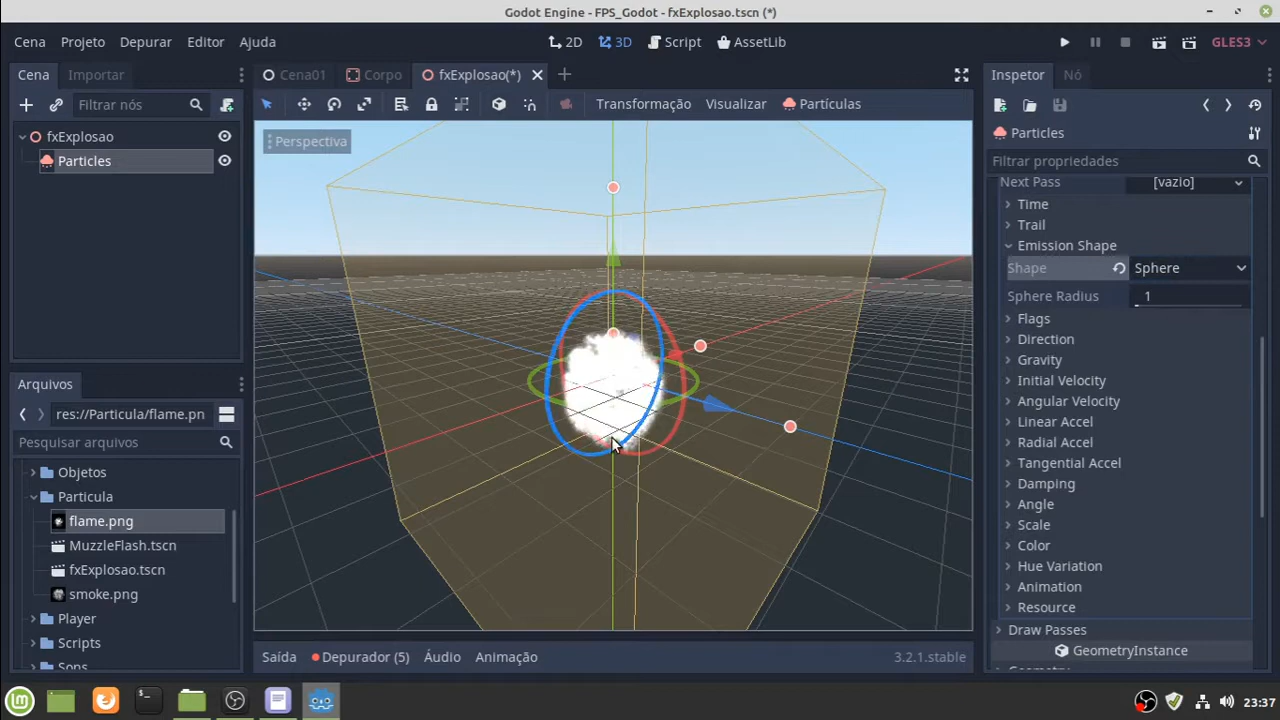 Godot Engine - FPS_Godot - fxExplosao.tscn (*)
Cena Projeto Depurar Editor Ajuda
2D 3D Script AssetLib
GLES3
Cena Importar
Filtrar nós
fxExplosao
Particles
Arquivos
res://Particula/flame.pn
Pesquisar arquivos
Objetos
Particula
flame.png
MuzzleFlash.tscn
fxExplosao.tscn
smoke.png
Player
Scripts
Sons
Cena01 Corpo fxExplosao(*)
Transformação Visualizar Partículas
Perspectiva
Saída Depurador (5) Áudio Animação 3.2.1.stable
Inspetor Nó
Particles
Filtrar propriedades
Next Pass [vazio]
Time
Trail
Emission Shape
Shape Sphere
Sphere Radius 1
Flags
Direction
Gravity
Initial Velocity
Angular Velocity
Linear Accel
Radial Accel
Tangential Accel
Damping
Angle
Scale
Color
Hue Variation
Animation
Resource
Draw Passes
GeometryInstance
23:37